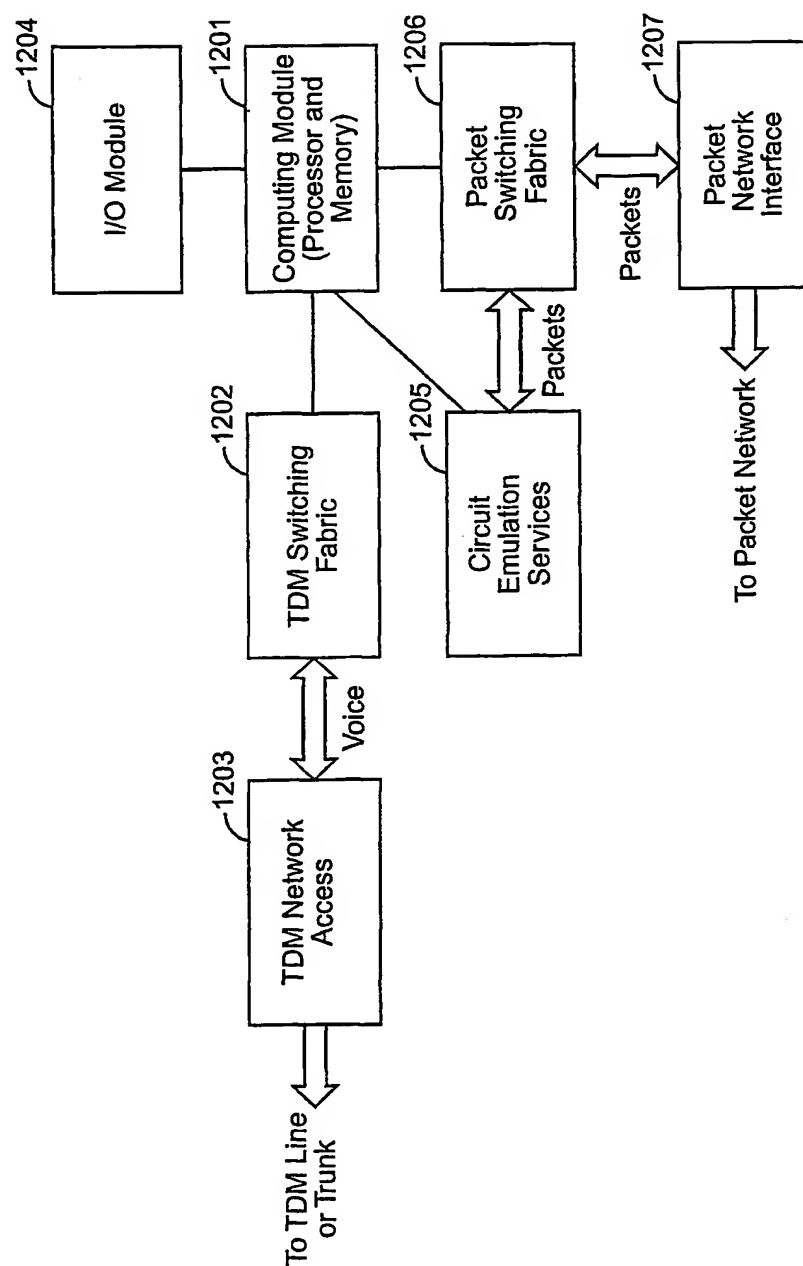 1204
I/O Module
1201
Computing Module
(Processor and
Memory)
1206
Packet
Switching
Fabric
1207
Packet
Network
Interface
Packets
Packets
To Packet Network
1202
TDM Switching
Fabric
1205
Circuit
Emulation
Services
Voice
1203
TDM Network
Access
To TDM Line
or Trunk